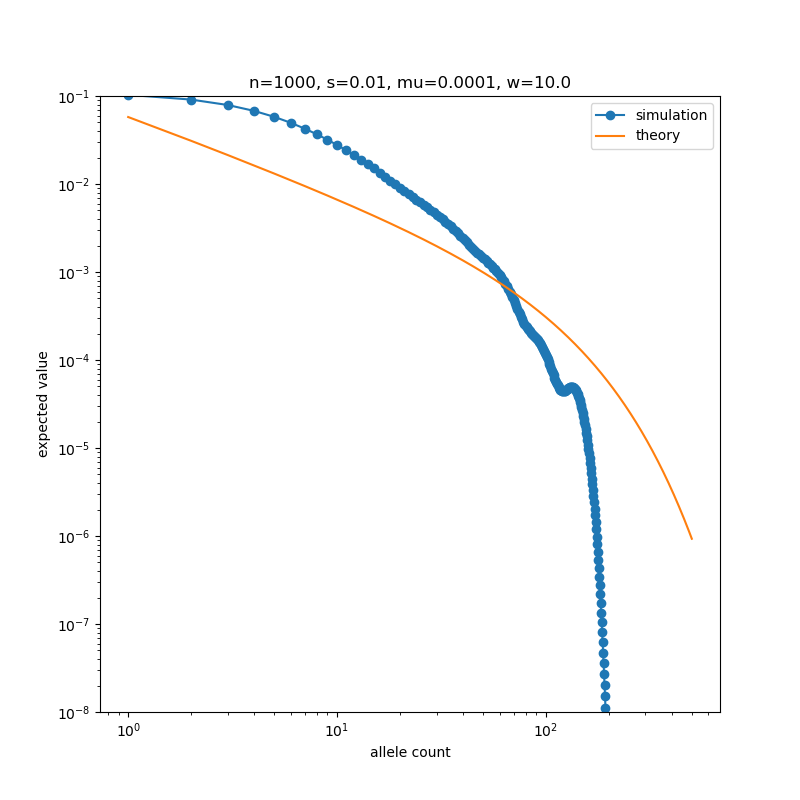 n=1000, s=0.01, mu=0.0001, w=10.0
simulation
theory
10⁻¹
10⁻²
10⁻³
10⁻⁴
10⁻⁵
10⁻⁶
10⁻⁷
10⁻⁸
expected value
10⁰
10¹
10²
allele count